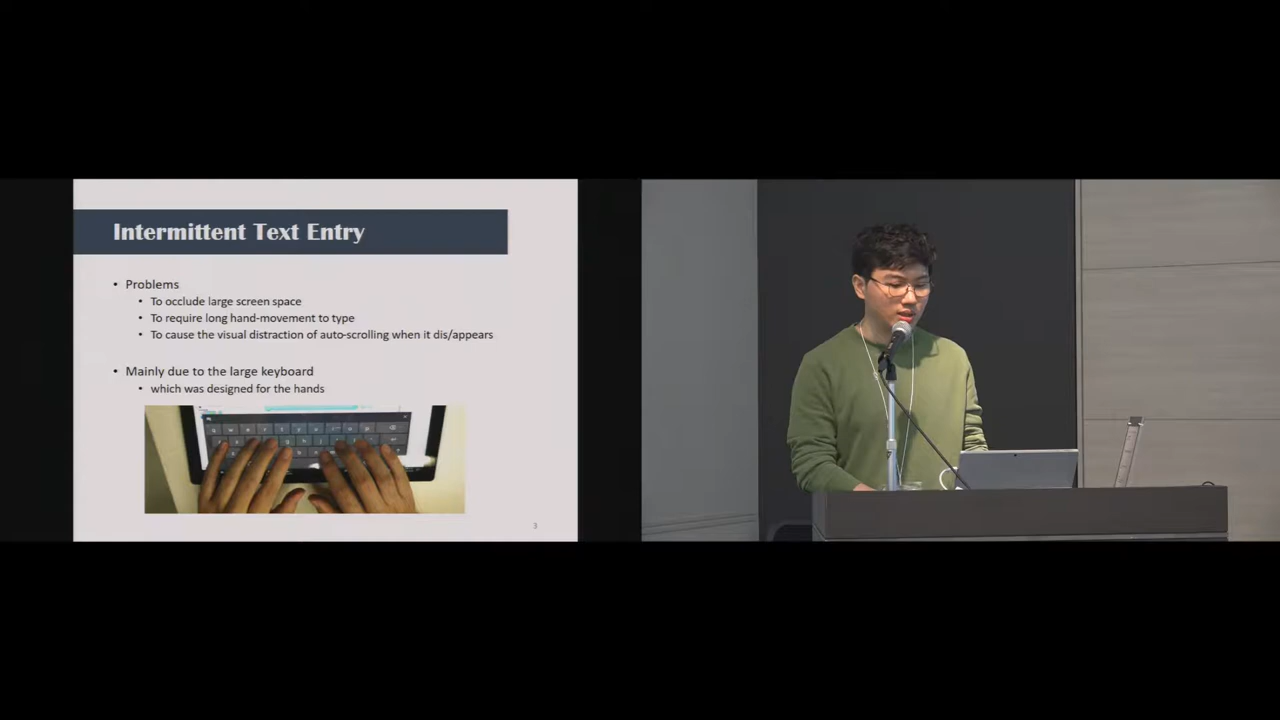 Intermittent Text Entry
• Problems
• To occlude large screen space
• To require long hand-movement to type
• To cause the visual distraction of auto-scrolling when it dis/appears
• Mainly due to the large keyboard
• which was designed for the hands
3